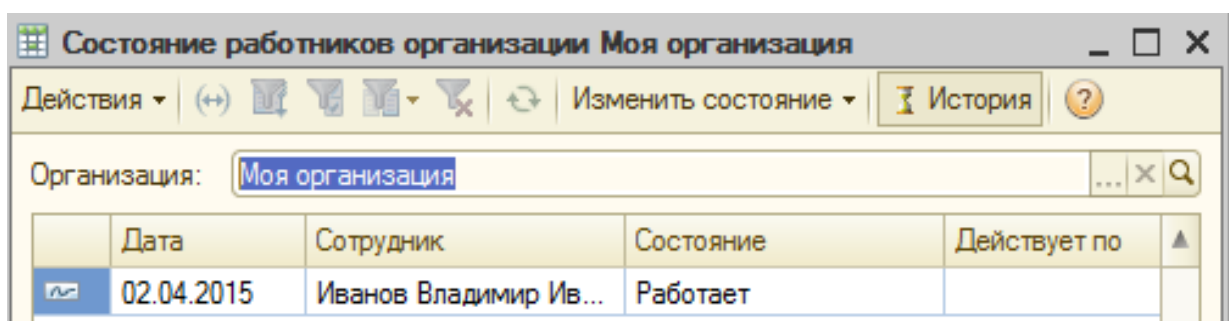 Состояние работников организации Моя организация
Действия Изменить состояние История ?
Организация: Моя организация ...
Дата Сотрудник Состояние Действует по
02.04.2015 Иванов Владимир Ив... Работает